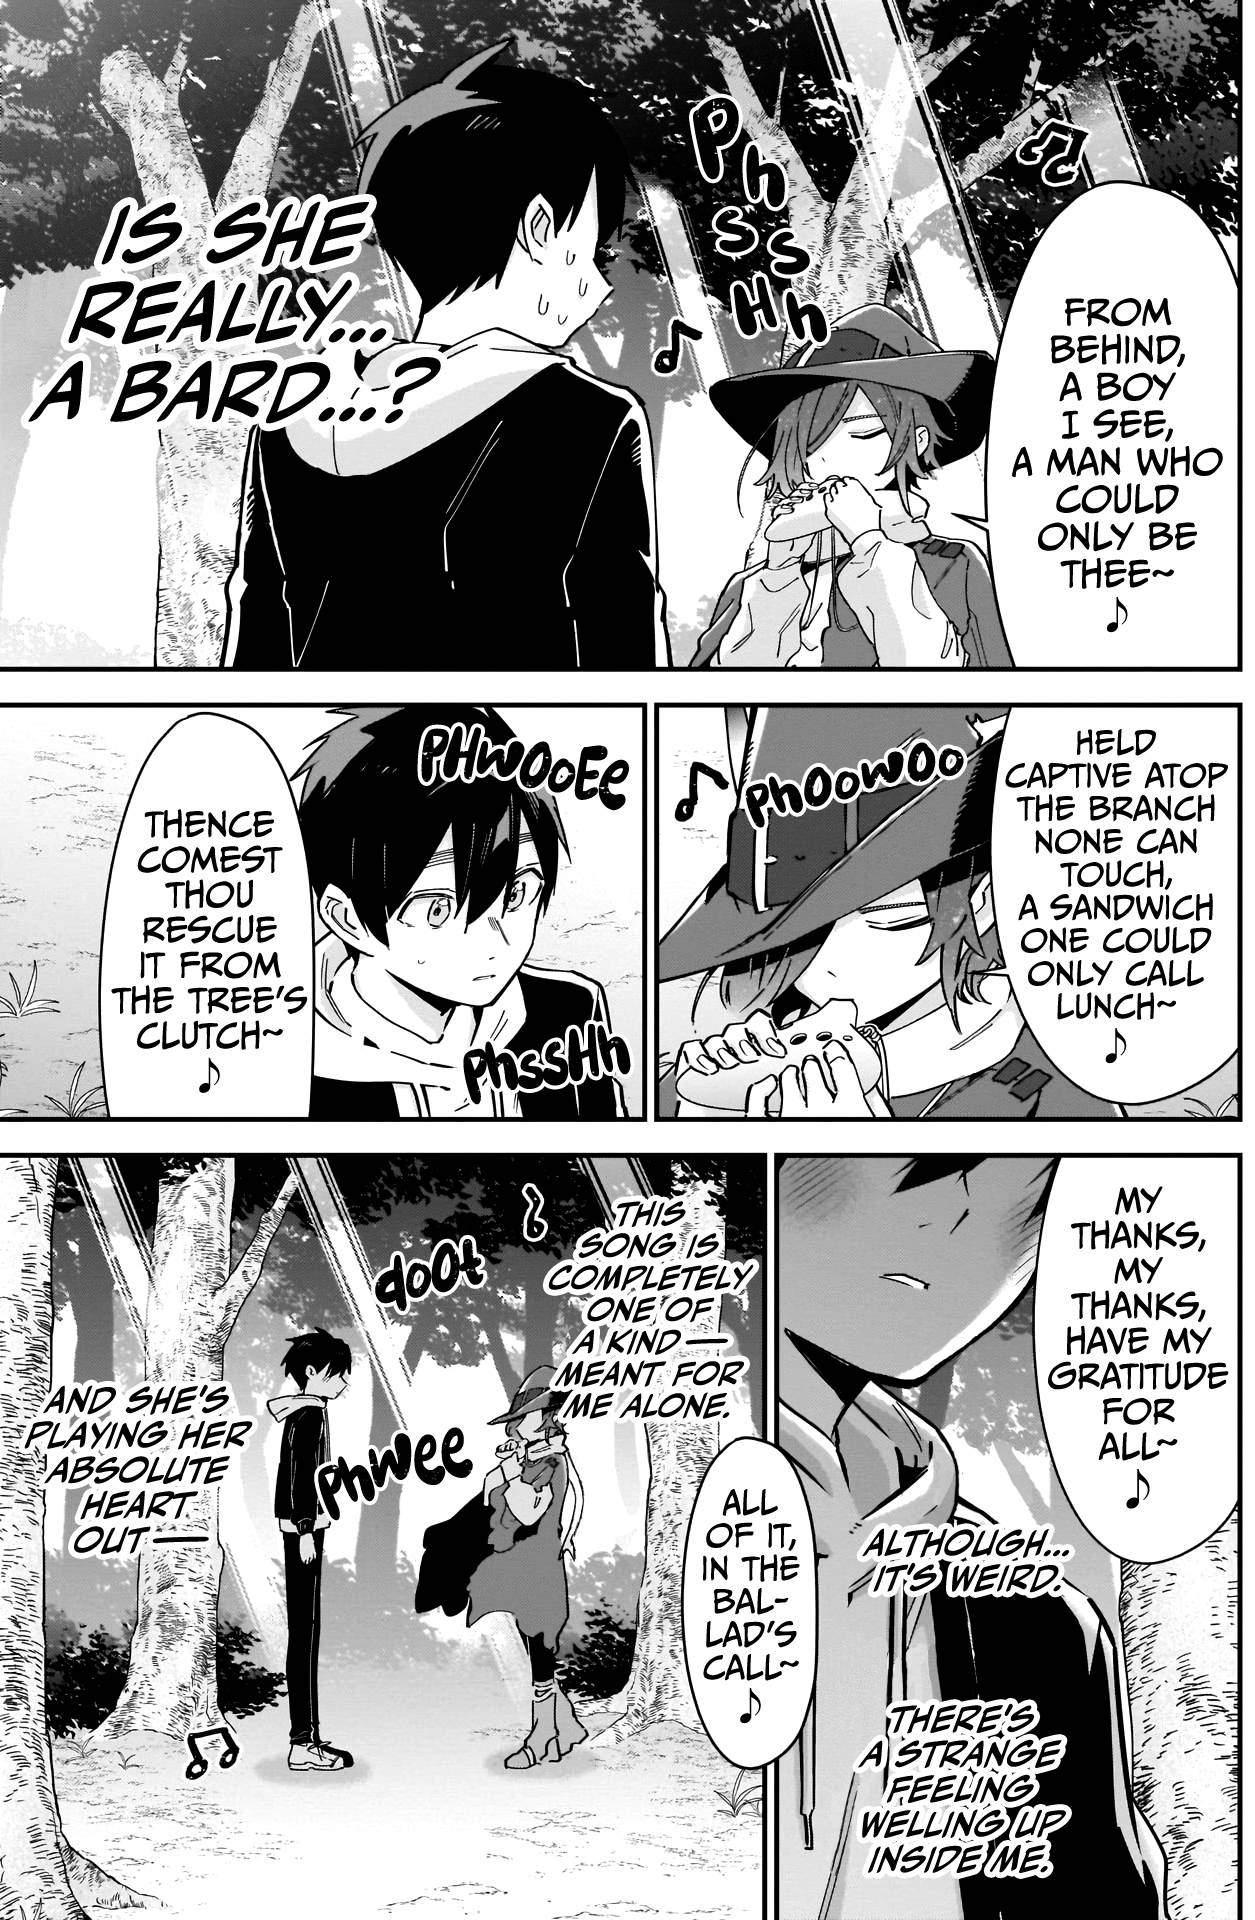 FROM
BEHIND,
A BOY
I SEE,
A MAN WHO
COULD
ONLY BE
THEE~
♪
PhssshHh
IS SHE
REALLY...
A BARD...?
HELD
CAPTIVE ATOP
THE BRANCH
NONE CAN
TOUCH,
A SANDWICH
ONE COULD
ONLY CALL
LUNCH~
♪
PhOowoo
PHwOoEe
THENCE
COMEST
THOU
RESCUE
IT FROM
THE TREE'S
CLUTCH~
♪
PhssHh
MY
THANKS,
MY
THANKS,
HAVE MY
GRATITUDE
FOR
ALL~
♪
ALTHOUGH...
IT'S WEIRD.
ALL
OF IT,
IN THE
BAL-
LAD'S
CALL~
♪
THERE'S
A STRANGE
FEELING
WELLING UP
INSIDE ME.
THIS
SONG IS
COMPLETELY
ONE OF
A KIND—
MEANT FOR
ME ALONE.
doOt
Phwee
AND SHE'S
PLAYING HER
ABSOLUTE
HEART
OUT—